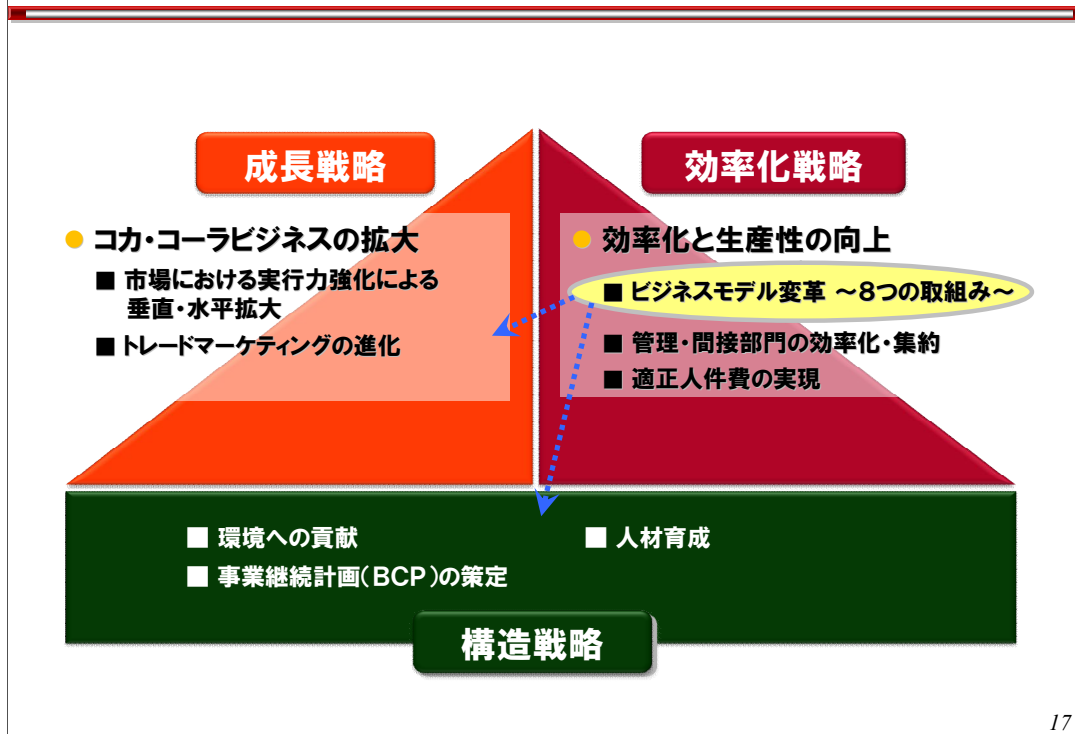 成長戦略
● コカ・コーラビジネスの拡大
■ 市場における実行力強化による
垂直・水平拡大
■ トレードマーケティングの進化
効率化戦略
● 効率化と生産性の向上
■ ビジネスモデル変革 ～8つの取組み～
■ 管理・間接部門の効率化・集約
■ 適正人件費の実現
■ 環境への貢献
■ 人材育成
■ 事業継続計画(BCP)の策定
構造戦略
17